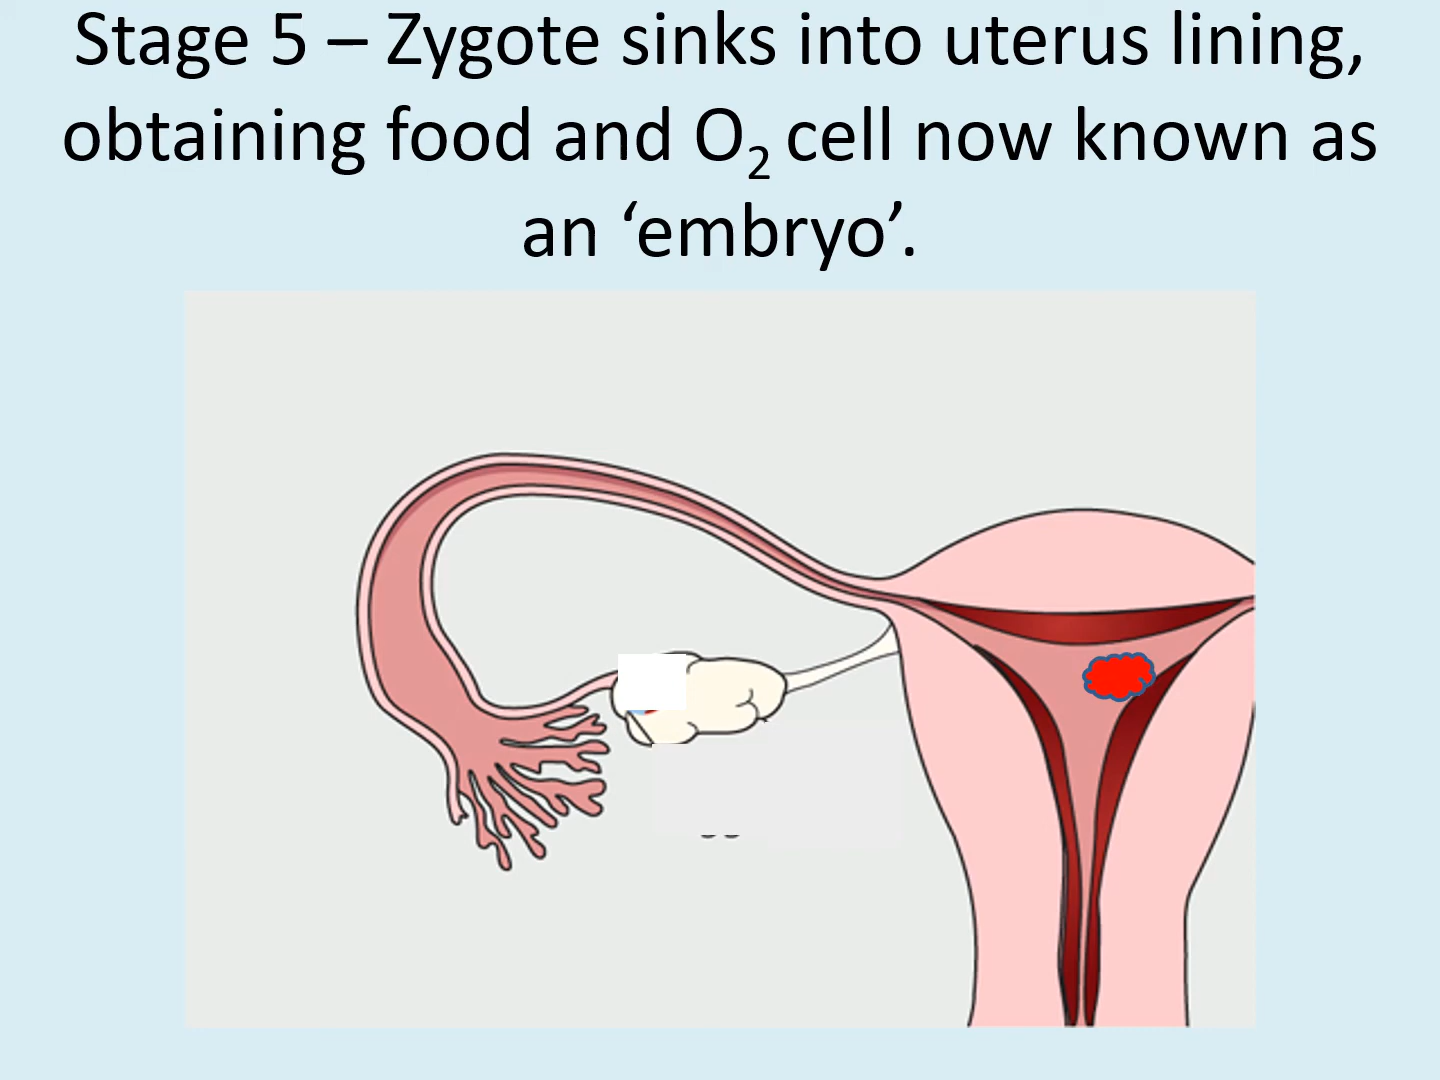 Stage 5 – Zygote sinks into uterus lining,
obtaining food and O₂ cell now known as
an ‘embryo’.